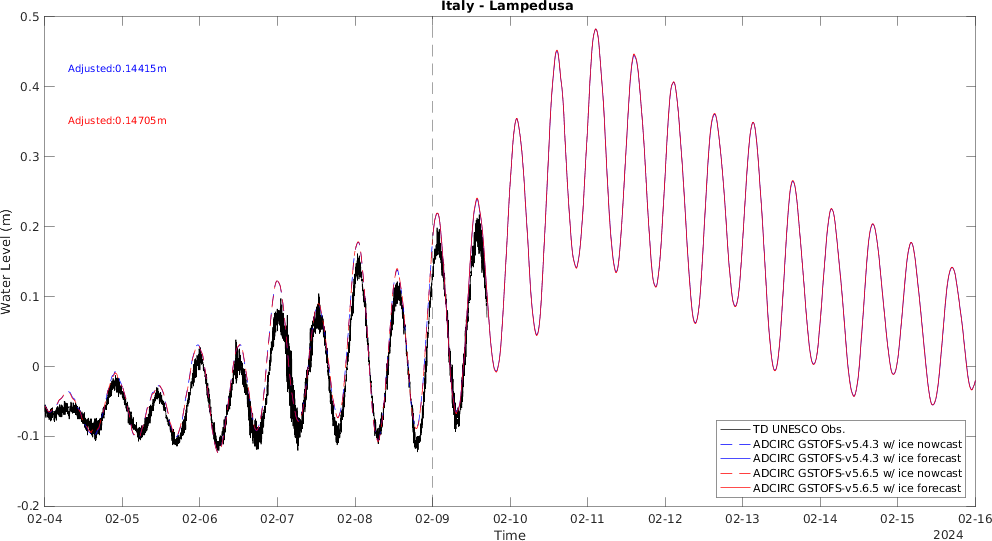 Italy - Lampedusa
0.5
Adjusted:0.14415m
0.4
Adjusted:0.14705m
0.3
0.2
Water Level (m)
0.1
0
-0.1
-0.2
TD UNESCO Obs.
ADCIRC GSTOFS-v5.4.3 w/ ice nowcast
ADCIRC GSTOFS-v5.4.3 w/ ice forecast
ADCIRC GSTOFS-v5.6.5 w/ ice nowcast
ADCIRC GSTOFS-v5.6.5 w/ ice forecast
02-04 02-05 02-06 02-07 02-08 02-09 02-10 02-11 02-12 02-13 02-14 02-15 02-16
Time
2024